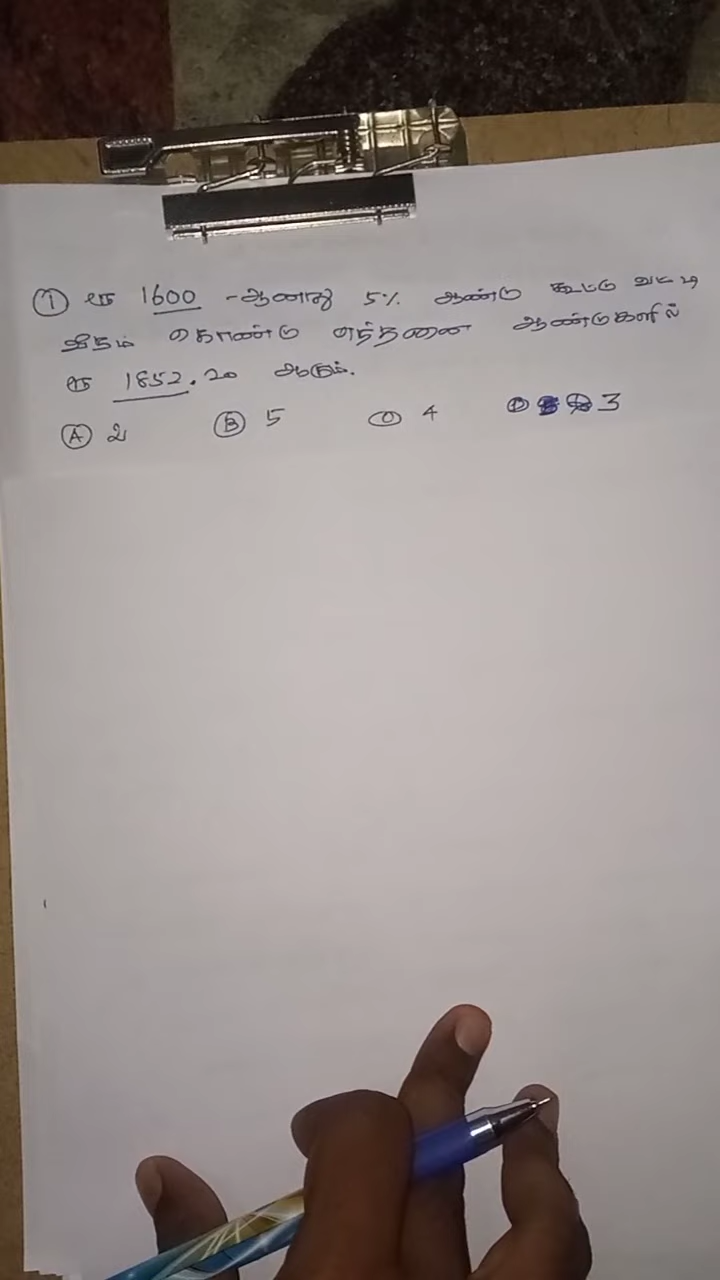 ① ரூ 1600 -ஆனது 5% ஆண்டு கூட்டு வட்டி
வீதம் கொண்டு எத்தனை ஆண்டுகளில்
ரூ 1852.20 ஆகும்.
Ⓐ 2 Ⓑ 5 Ⓒ 4 Ⓓ 3